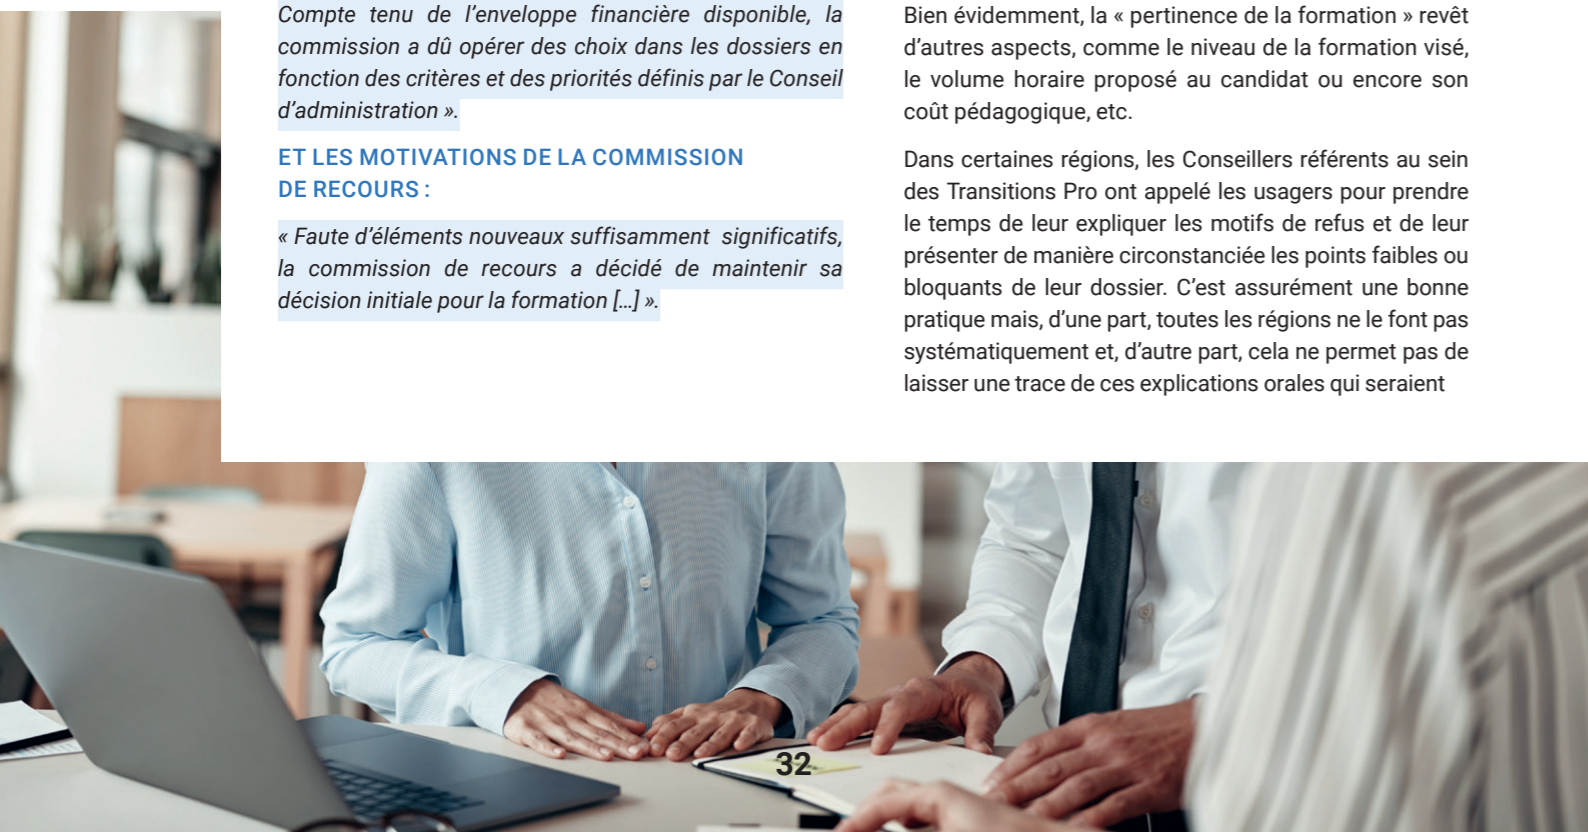 Compte tenu de l’enveloppe financière disponible, la
commission a dû opérer des choix dans les dossiers en
fonction des critères et des priorités définis par le Conseil
d’administration ».
ET LES MOTIVATIONS DE LA COMMISSION
DE RECOURS :
« Faute d’éléments nouveaux suffisamment significatifs,
la commission de recours a décidé de maintenir sa
décision initiale pour la formation […] ».
Bien évidemment, la « pertinence de la formation » revêt
d’autres aspects, comme le niveau de la formation visé,
le volume horaire proposé au candidat ou encore son
coût pédagogique, etc.
Dans certaines régions, les Conseillers référents au sein
des Transitions Pro ont appelé les usagers pour prendre
le temps de leur expliquer les motifs de refus et de leur
présenter de manière circonstanciée les points faibles ou
bloquants de leur dossier. C’est assurément une bonne
pratique mais, d’une part, toutes les régions ne le font pas
systématiquement et, d’autre part, cela ne permet pas de
laisser une trace de ces explications orales qui seraient
32